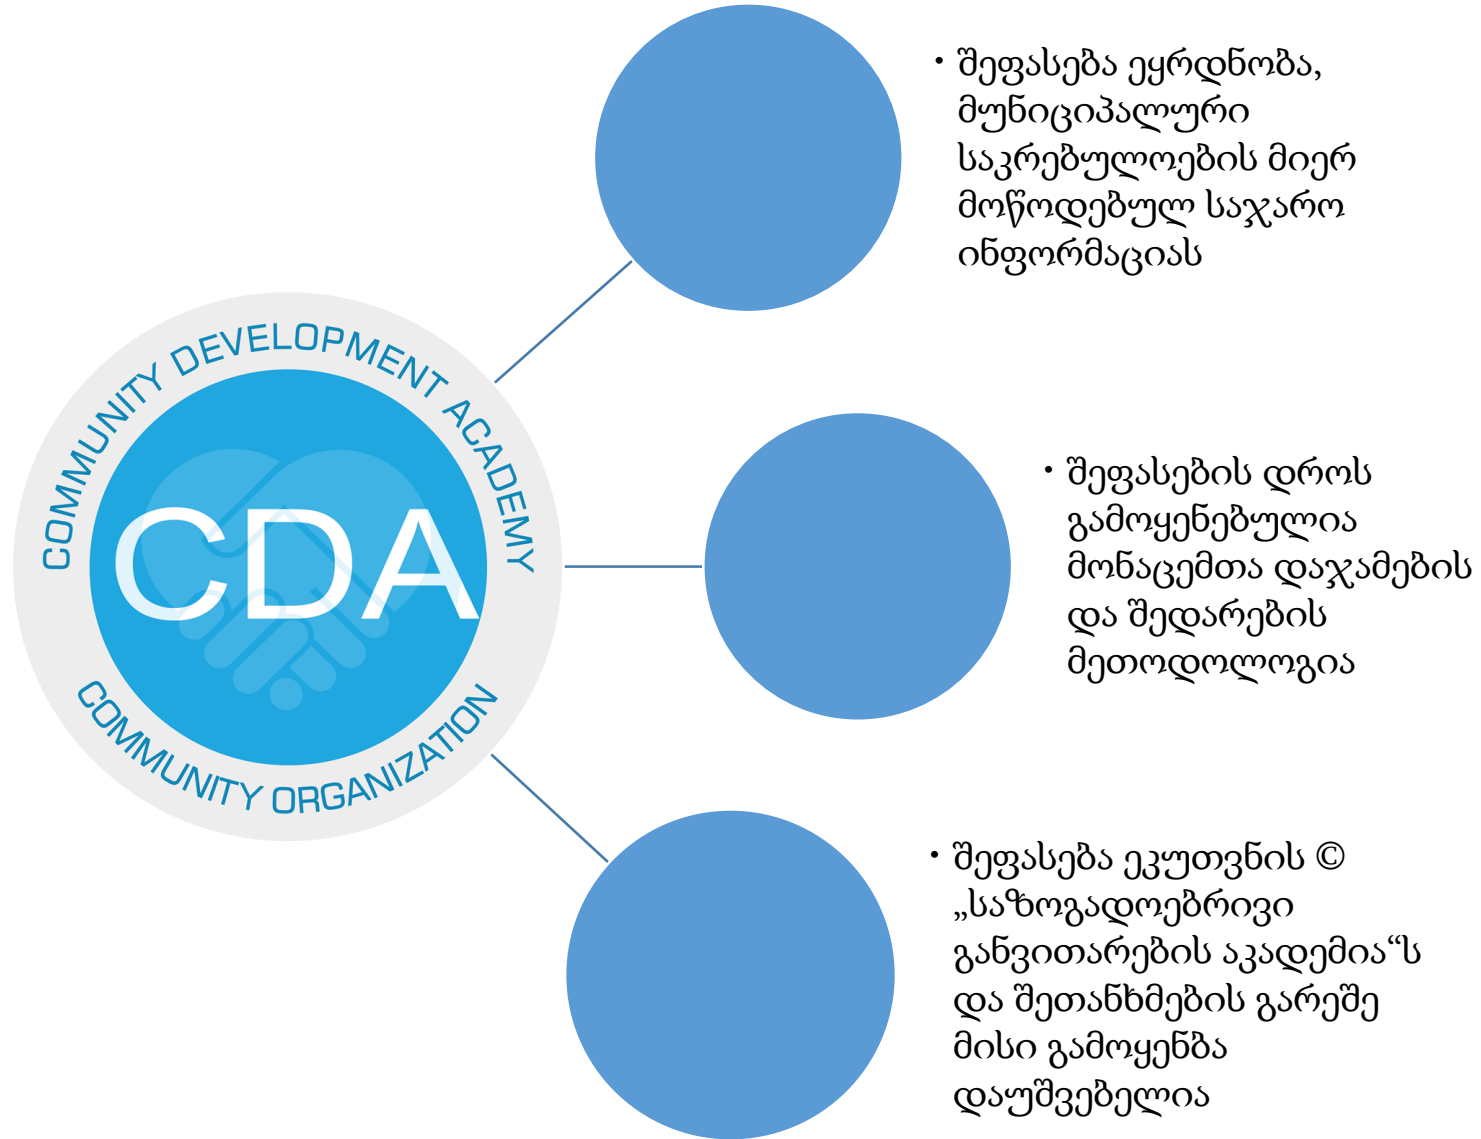 COMMUNITY DEVELOPMENT ACADEMY
CDA
COMMUNITY ORGANIZATION
• შეფასება ეყრდნობა,
მუნიციპალური
საკრებულოების მიერ
მოწოდებულ საჯარო
ინფორმაციას
• შეფასების დროს
გამოყენებულია
მონაცემთა დაჯამების
და შედარების
მეთოდოლოგია
• შეფასება ეკუთვნის ©
„საზოგადოებრივი
განვითარების აკადემია“ს
და შეთანხმების გარეშე
მისი გამოყენბა
დაუშვებელია